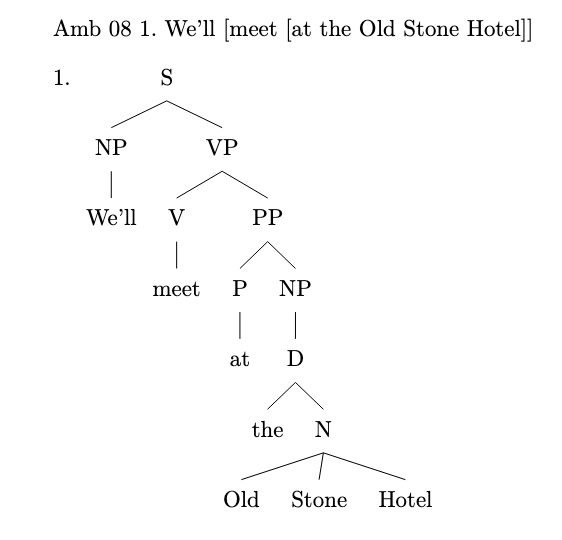 Amb 08 1. We’ll [meet [at the Old Stone Hotel]]
1. S
NP VP
We’ll V PP
meet P NP
at D
the N
Old Stone Hotel